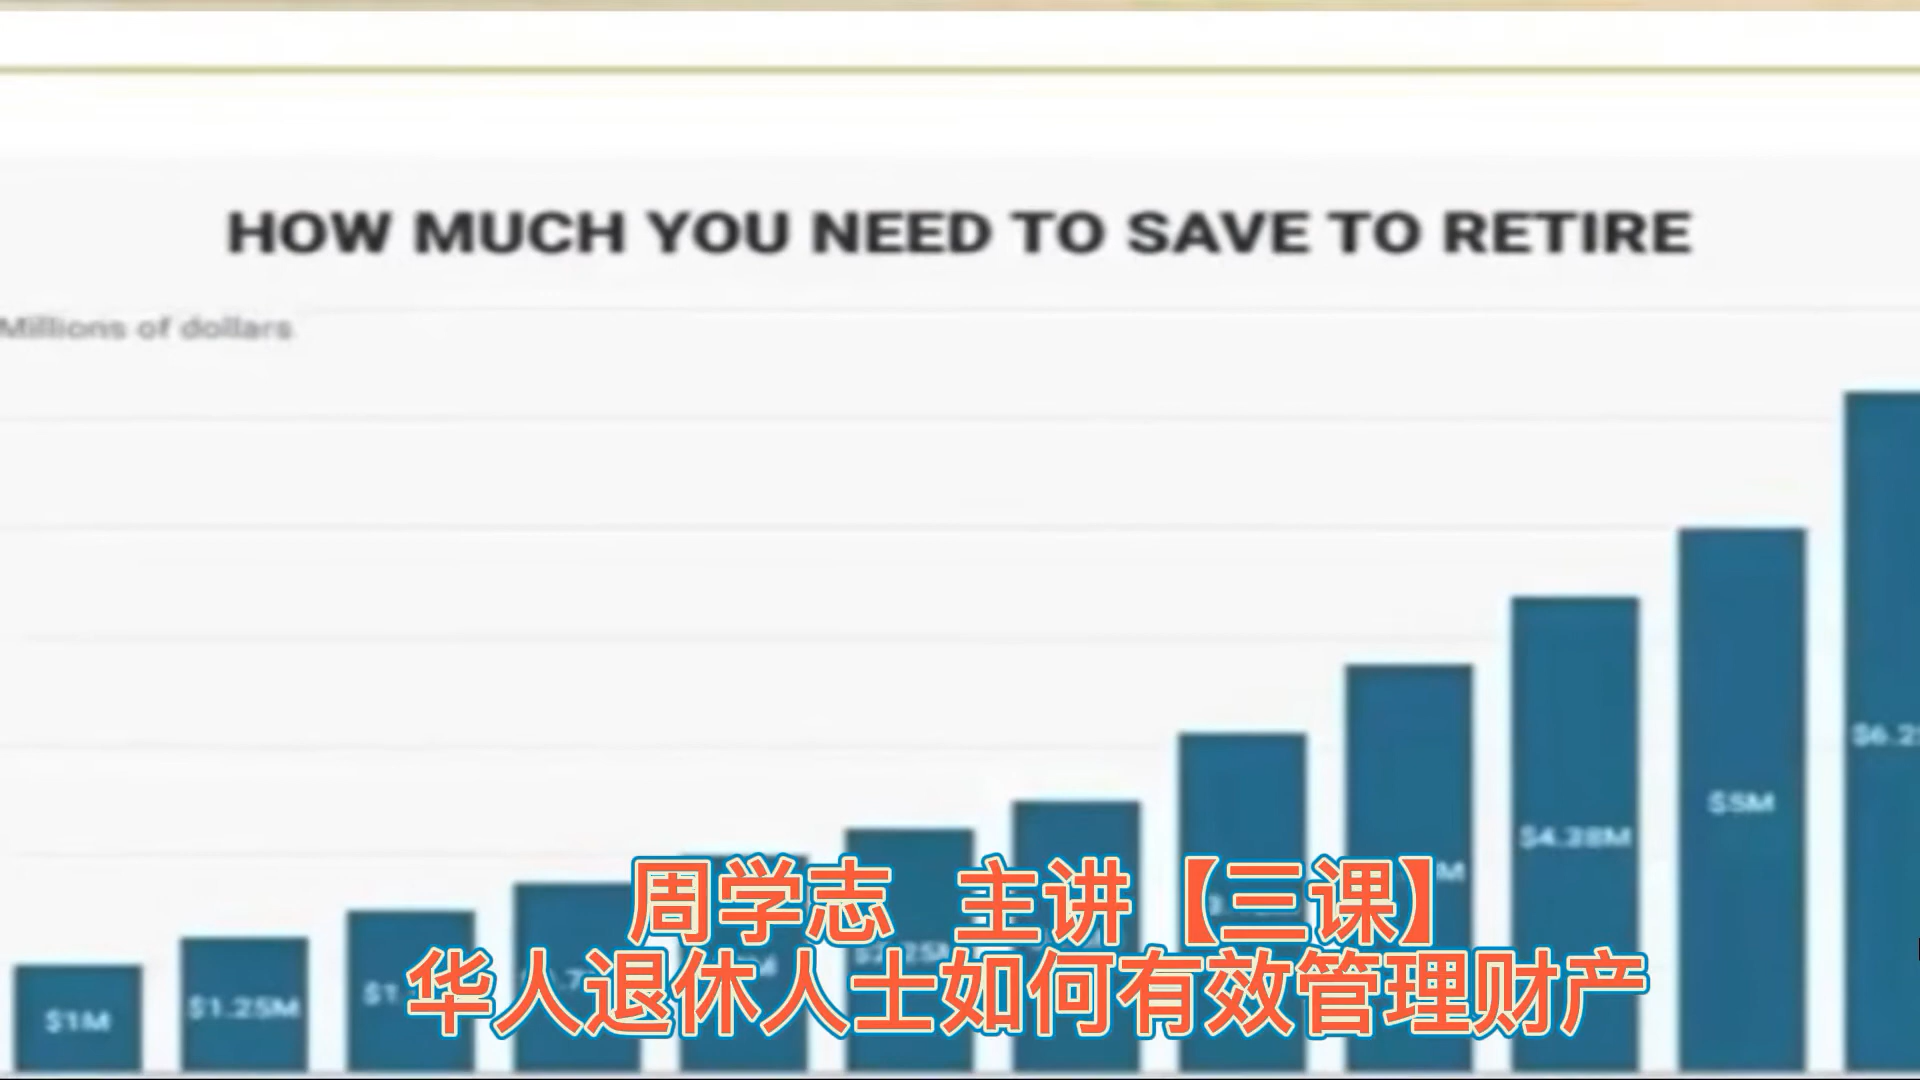 HOW MUCH YOU NEED TO SAVE TO RETIRE
Millions of dollars
$5M
$4.38M
周学志 主讲【三课】
$1M
$1.25M
华人退休人士如何有效管理财产